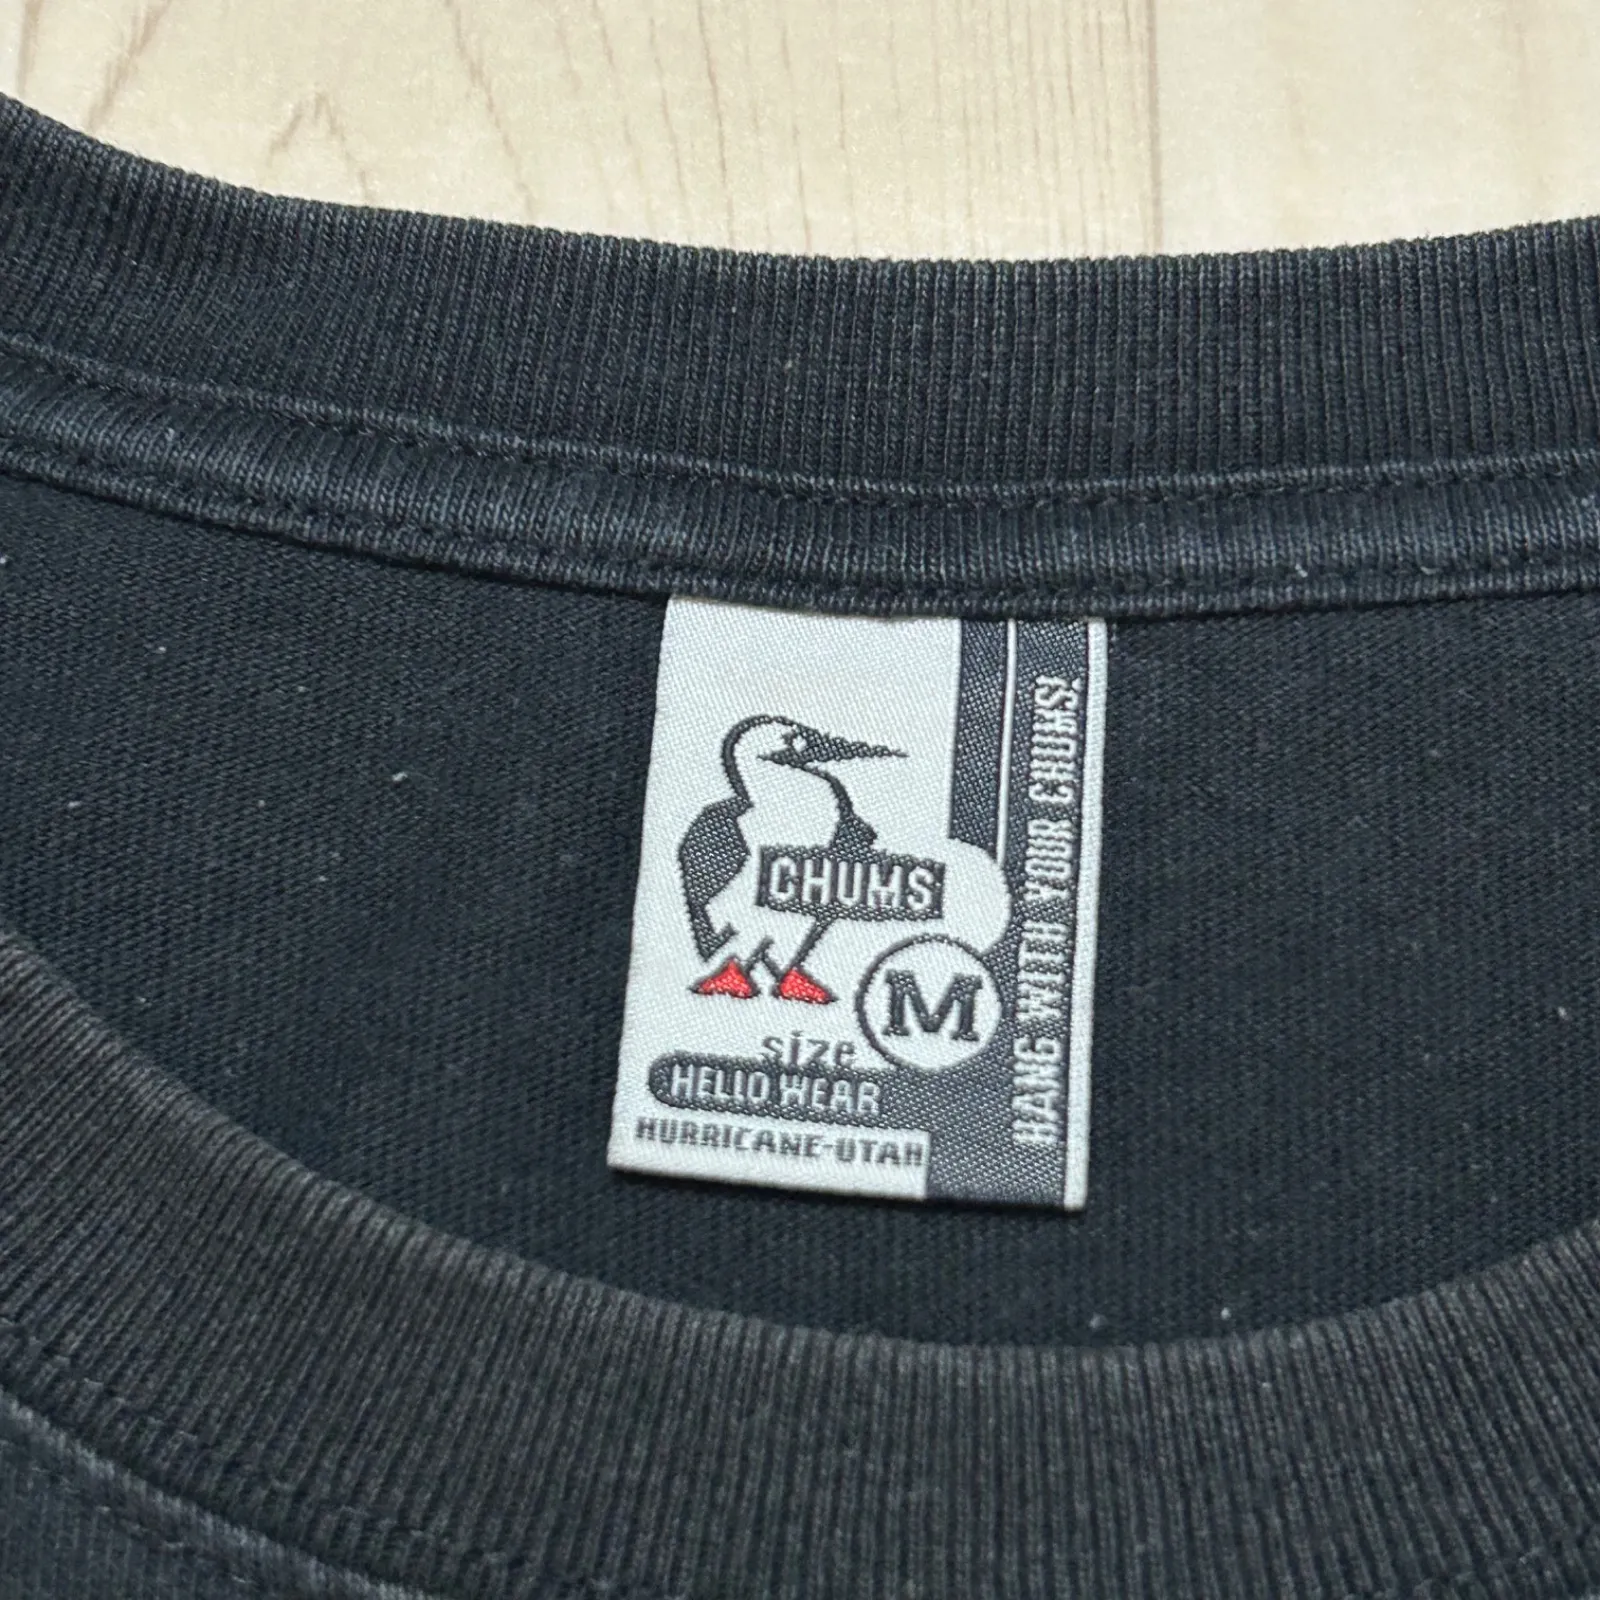 CHUMS
M
size
HELLO WEAR
HURRICANE-UTAH
HANG WITH YOUR CHUMS!